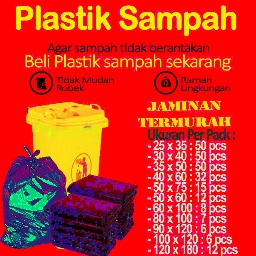 Plastik Sampah
Agar sampah tidak berantakan
Beli Plastik sampah sekarang
Tidak Mudah
Robek
Ramah
Lingkungan
JAMINAN
TERMURAH
Ukuran Per Pack :
- 25 x 35 : 50 pcs
- 30 x 40 : 50 pcs
- 35 x 50 : 50 pcs
- 40 x 60 : 32 pcs
- 50 x 75 : 15 pcs
- 50 x 60 : 12 pcs
- 60 x 100 : 8 pcs
- 80 x 100 : 7 pcs
- 90 x 120 : 6 pcs
- 100 x 120 : 6 pcs
- 120 x 180 : 12 pcs